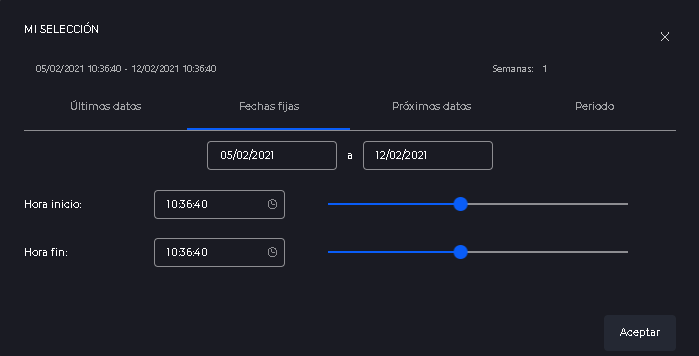 MI SELECCIÓN
05/02/2021 10:36:40 - 12/02/2021 10:36:40 Semanas: 1
Últimos datos Fechas fijas Próximos datos Periodo
05/02/2021 a 12/02/2021
Hora inicio: 10:36:40
Hora fin: 10:36:40
Aceptar